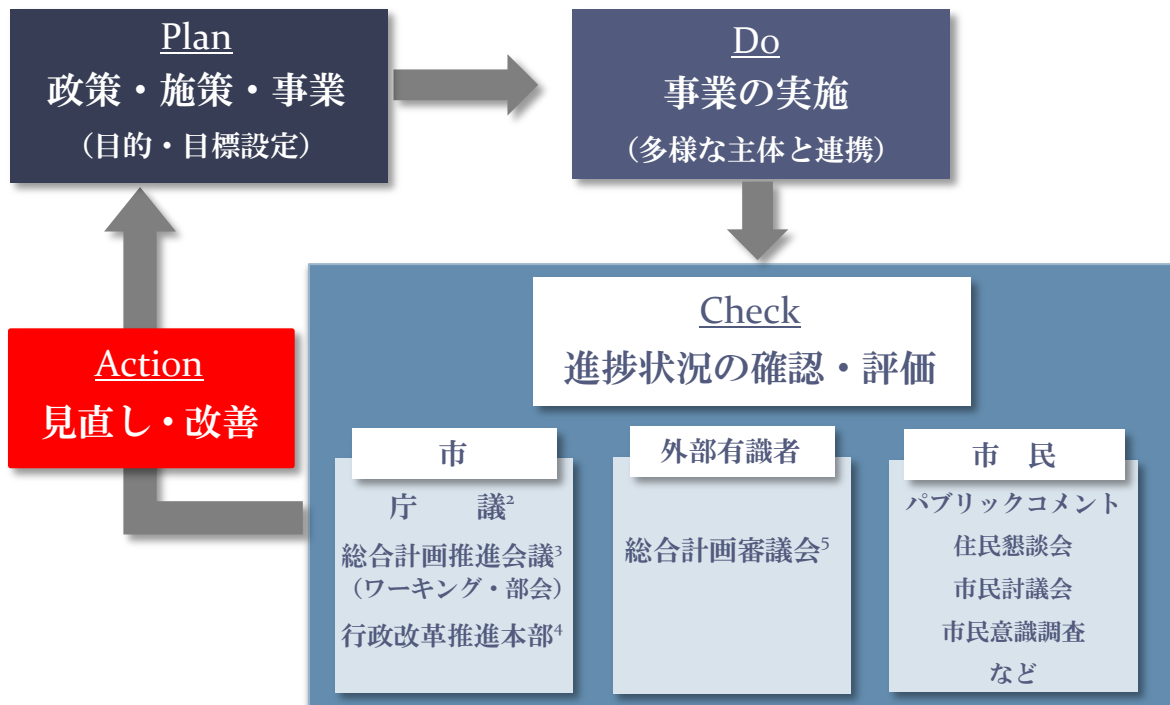 Plan
政策・施策・事業
（目的・目標設定）
Do
事業の実施
（多様な主体と連携）
Check
進捗状況の確認・評価
Action
見直し・改善
市
庁　議²
総合計画推進会議³
（ワーキング・部会）
行政改革推進本部⁴
外部有識者
総合計画審議会⁵
市　民
パブリックコメント
住民懇談会
市民討議会
市民意識調査
など